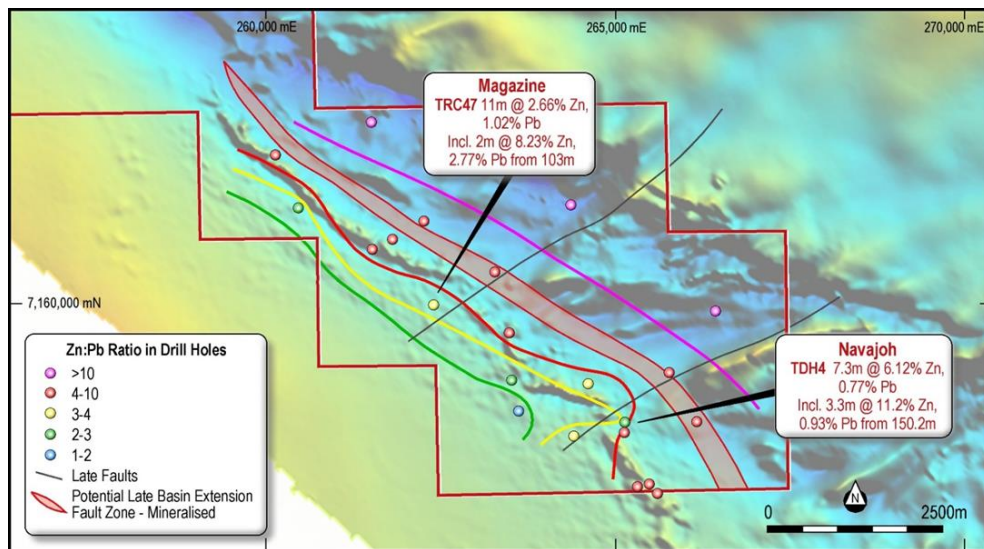 260,000 mE
265,000 mE
270,000 mE
Magazine
TRC47 11m @ 2.66% Zn,
1.02% Pb
Incl. 2m @ 8.23% Zn,
2.77% Pb from 103m
7,160,000 mN
Navajoh
TDH4 7.3m @ 6.12% Zn,
0.77% Pb
Incl. 3.3m @ 11.2% Zn,
0.93% Pb from 150.2m
Zn:Pb Ratio in Drill Holes
>10
4-10
3-4
2-3
1-2
Late Faults
Potential Late Basin Extension
Fault Zone - Mineralised
N
0 2500m